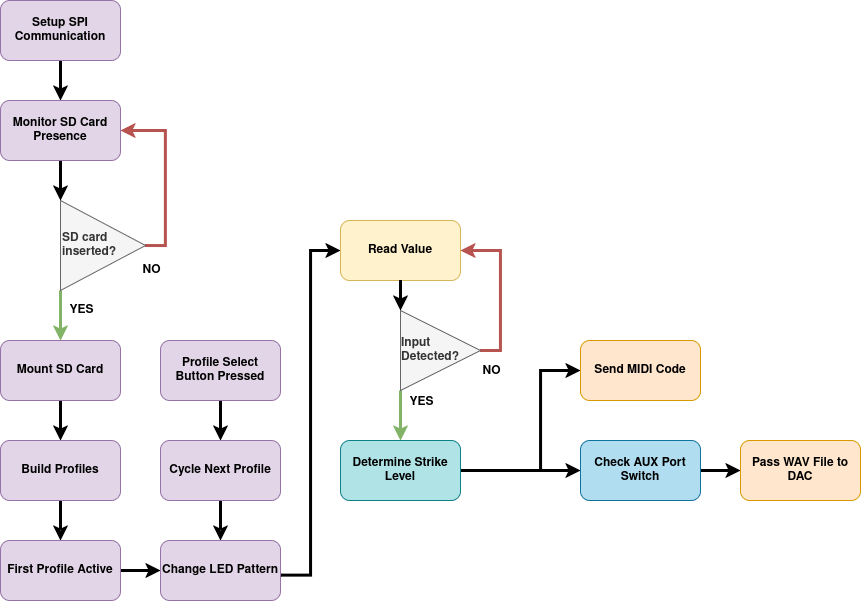 Setup SPI
Communication
Monitor SD Card
Presence
SD card
inserted?
NO
YES
Mount SD Card
Build Profiles
First Profile Active
Profile Select
Button Pressed
Cycle Next Profile
Change LED Pattern
Read Value
Input
Detected?
NO
YES
Determine Strike
Level
Send MIDI Code
Check AUX Port
Switch
Pass WAV File to
DAC